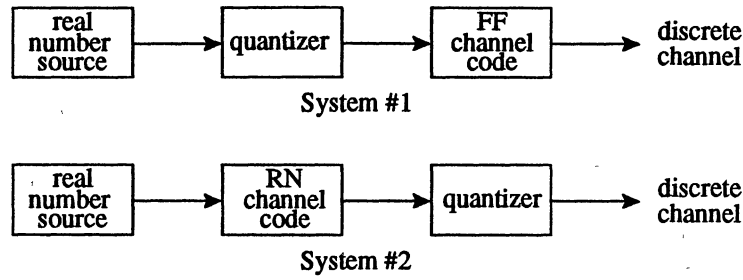 real
number
source
quantizer
FF
channel
code
discrete
channel
System #1
real
number
source
RN
channel
code
quantizer
discrete
channel
System #2